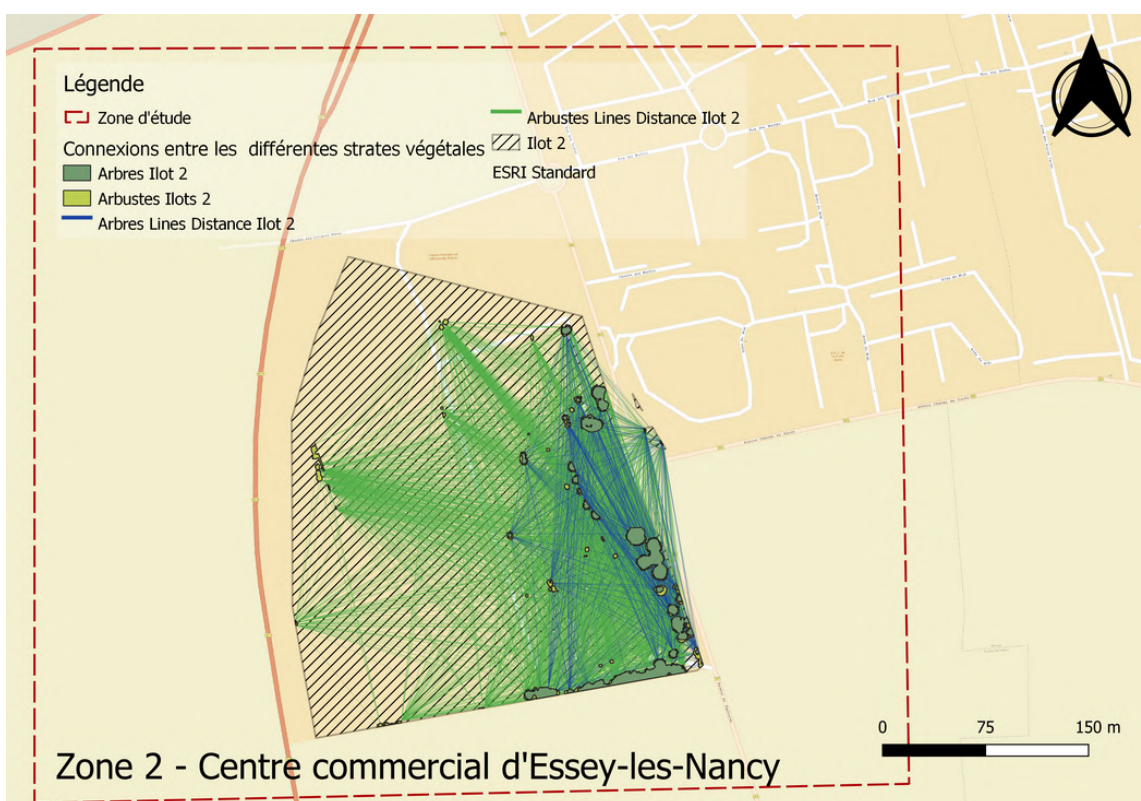 Légende
Zone d'étude
Connexions entre les différentes strates végétales
Arbres Ilot 2
Arbustes Ilots 2
Arbres Lines Distance Ilot 2
Arbustes Lines Distance Ilot 2
Ilot 2
ESRI Standard
0 75 150 m
Zone 2 - Centre commercial d'Essey-les-Nancy